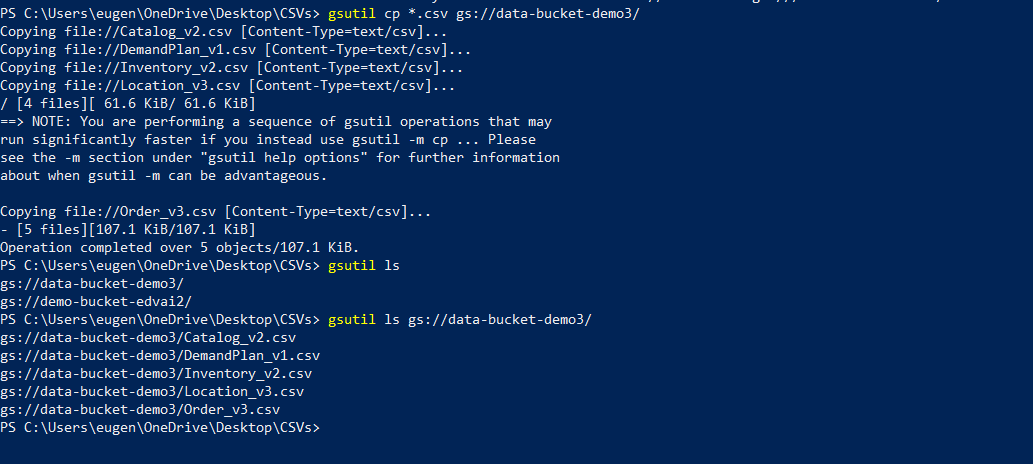 PS C:\Users\eugen\OneDrive\Desktop\CSVs> gsutil cp *.csv gs://data-bucket-demo3/
Copying file://Catalog_v2.csv [Content-Type=text/csv]...
Copying file://DemandPlan_v1.csv [Content-Type=text/csv]...
Copying file://Inventory_v2.csv [Content-Type=text/csv]...
Copying file://Location_v3.csv [Content-Type=text/csv]...
/ [4 files][ 61.6 KiB/ 61.6 KiB]
==> NOTE: You are performing a sequence of gsutil operations that may
run significantly faster if you instead use gsutil -m cp ... Please
see the -m section under "gsutil help options" for further information
about when gsutil -m can be advantageous.
Copying file://Order_v3.csv [Content-Type=text/csv]...
- [5 files][107.1 KiB/107.1 KiB]
Operation completed over 5 objects/107.1 KiB.
PS C:\Users\eugen\OneDrive\Desktop\CSVs> gsutil ls
gs://data-bucket-demo3/
gs://demo-bucket-edvai2/
PS C:\Users\eugen\OneDrive\Desktop\CSVs> gsutil ls gs://data-bucket-demo3/
gs://data-bucket-demo3/Catalog_v2.csv
gs://data-bucket-demo3/DemandPlan_v1.csv
gs://data-bucket-demo3/Inventory_v2.csv
gs://data-bucket-demo3/Location_v3.csv
gs://data-bucket-demo3/Order_v3.csv
PS C:\Users\eugen\OneDrive\Desktop\CSVs>